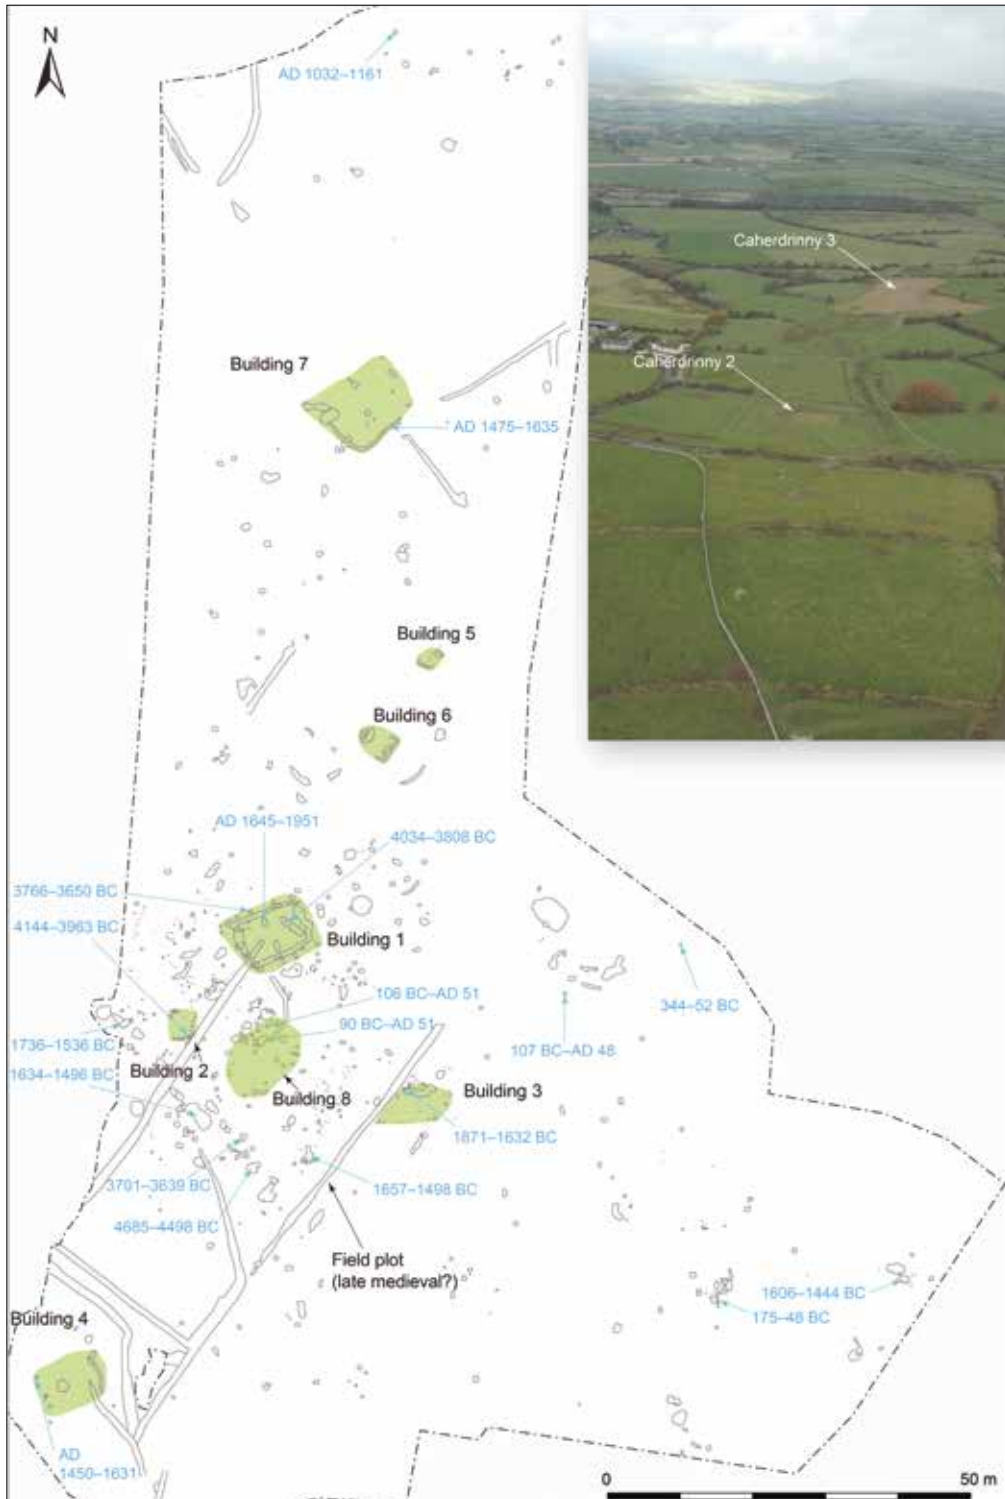 N
AD 1032–1161
Caherdrinny 3
Caherdrinny 2
Building 7
AD 1475–1635
Building 5
Building 6
AD 1645–1951
4034–3808 BC
3766–3650 BC
4144–3963 BC
Building 1
106 BC–AD 51
90 BC–AD 51
344–52 BC
107 BC–AD 48
1736–1536 BC
Building 2
1634–1496 BC
Building 8
Building 3
1871–1632 BC
3701–3639 BC
1657–1498 BC
4685–4498 BC
Field plot
(late medieval?)
1606–1444 BC
175–48 BC
Building 4
AD
1450–1631
0
50 m